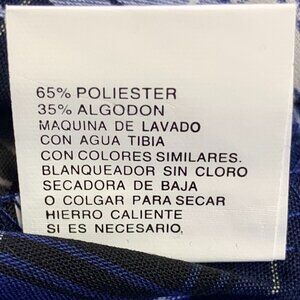 65% POLIESTER
35% ALGODON
MAQUINA DE LAVADO
CON AGUA TIBIA
CON COLORES SIMILARES.
BLANQUEADOR SIN CLORO
SECADORA DE BAJA
O COLGAR PARA SECAR
HIERRO CALIENTE
SI ES NECESARIO.